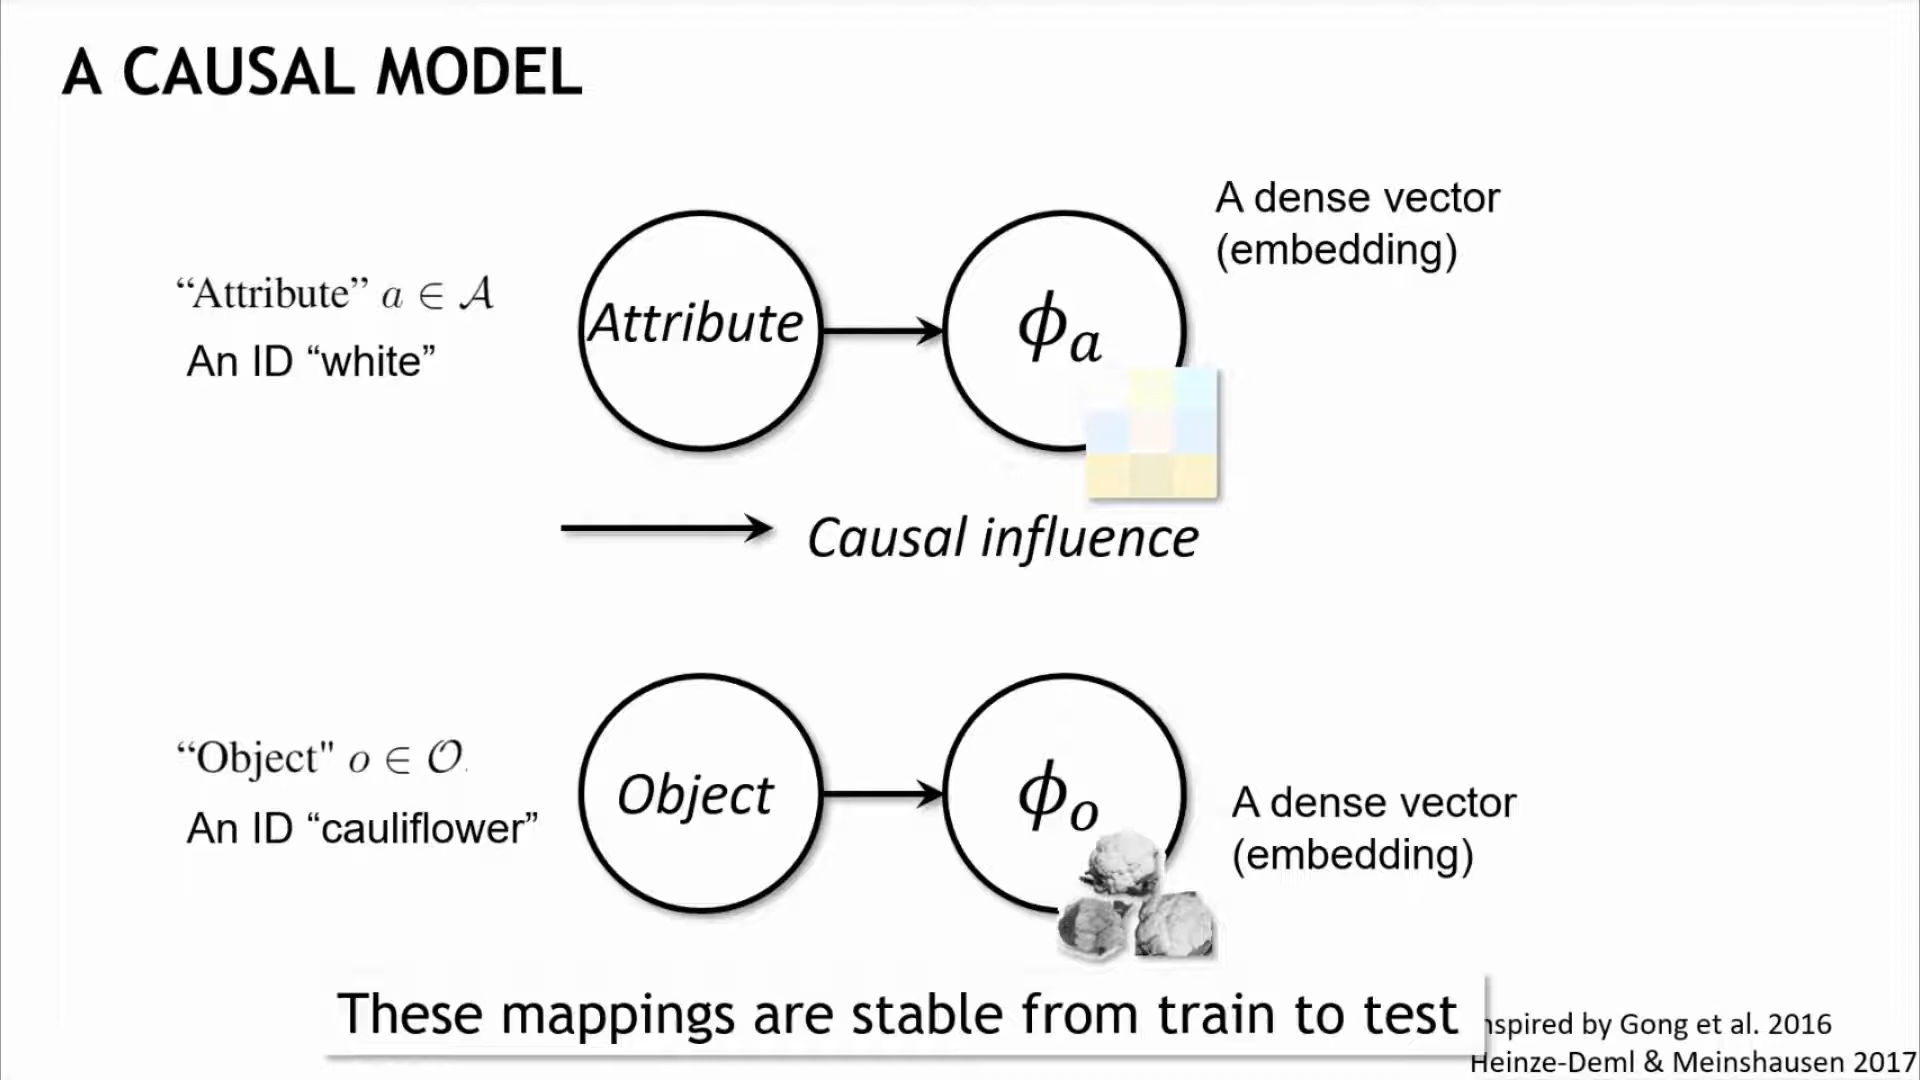 A CAUSAL MODEL
A dense vector
(embedding)
“Attribute” a ∈ 𝒜
An ID “white”
Attribute
ϕₐ
Causal influence
“Object" o ∈ 𝒪.
An ID “cauliflower”
Object
ϕₒ
A dense vector
(embedding)
These mappings are stable from train to test
nspired by Gong et al. 2016
Heinze-Deml & Meinshausen 2017